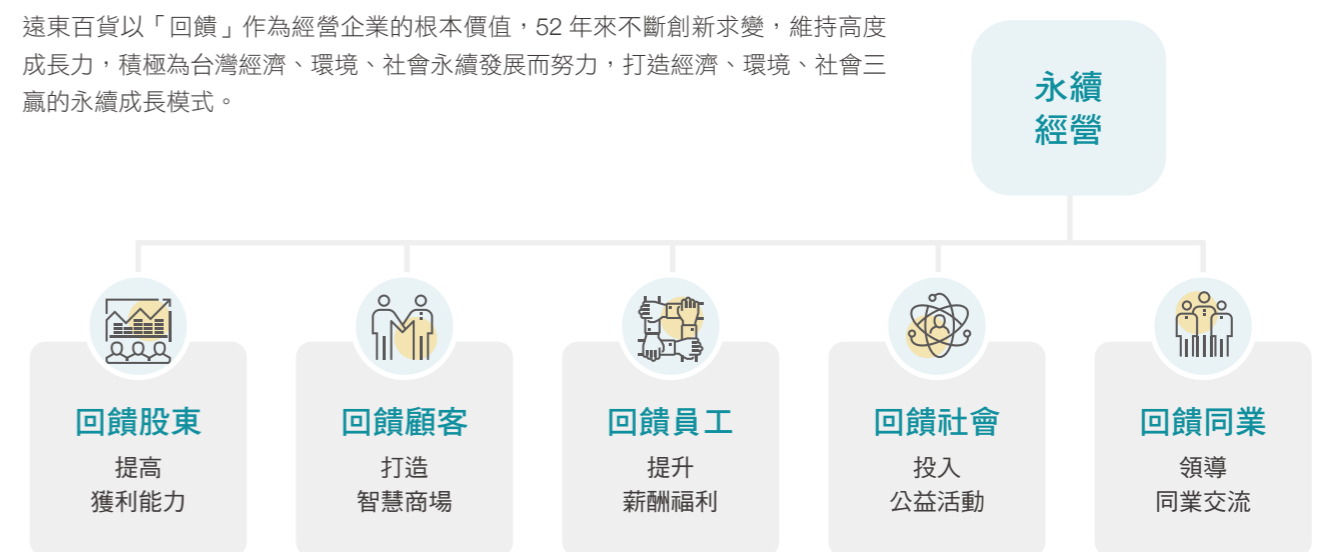 遠東百貨以「回饋」作為經營企業的根本價值，52 年來不斷創新求變，維持高度
成長力，積極為台灣經濟、環境、社會永續發展而努力，打造經濟、環境、社會三
贏的永續成長模式。
永續
經營
回饋股東
提高
獲利能力
回饋顧客
打造
智慧商場
回饋員工
提升
薪酬福利
回饋社會
投入
公益活動
回饋同業
領導
同業交流